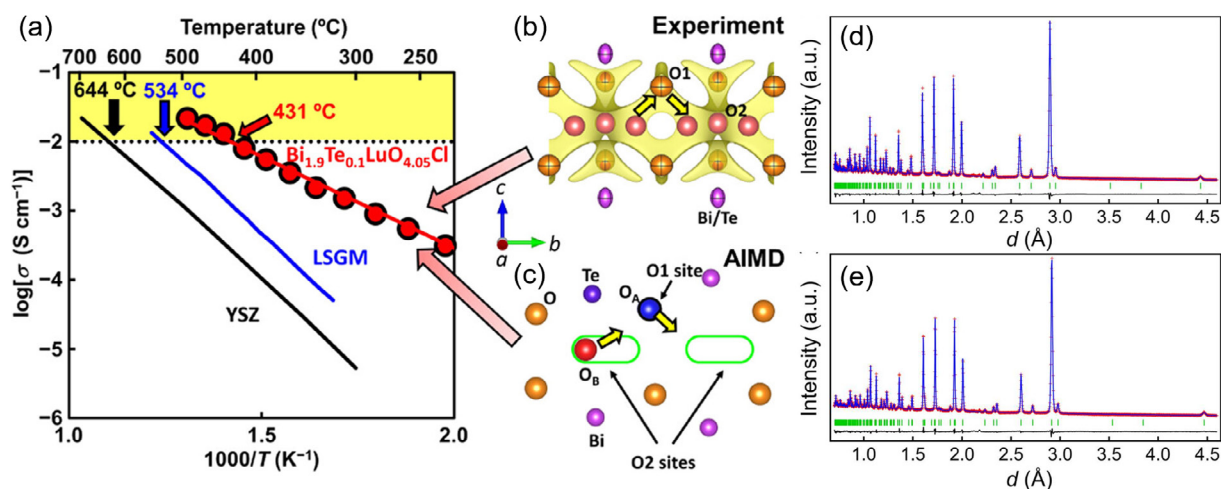 (a)
Temperature (ºC)
700 600 500 400 300 250
644 ºC
534 ºC
431 ºC
Bi1.9Te0.1LuO4.05Cl
LSGM
YSZ
log[σ (S cm−1)]
−1
−2
−3
−4
−5
−6
1.0 1.5 2.0
1000/T (K−1)
(b)
Experiment
O1
O2
Bi/Te
c
b
a
(c)
AIMD
Te
O1 site
O
OA
OB
Bi
O2 sites
(d)
Intensity (a.u.)
1.0 1.5 2.0 2.5 3.0 3.5 4.0 4.5
d (Å)
(e)
Intensity (a.u.)
1.0 1.5 2.0 2.5 3.0 3.5 4.0 4.5
d (Å)